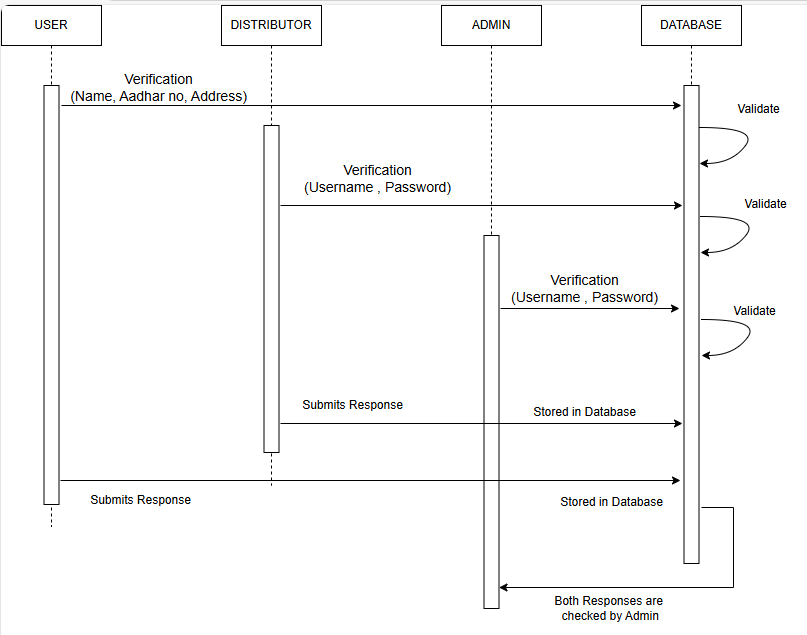 USER
DISTRIBUTOR
ADMIN
DATABASE
Verification
(Name, Aadhar no, Address)
Validate
Verification
(Username , Password)
Validate
Verification
(Username , Password)
Validate
Submits Response
Stored in Database
Submits Response
Stored in Database
Both Responses are
checked by Admin